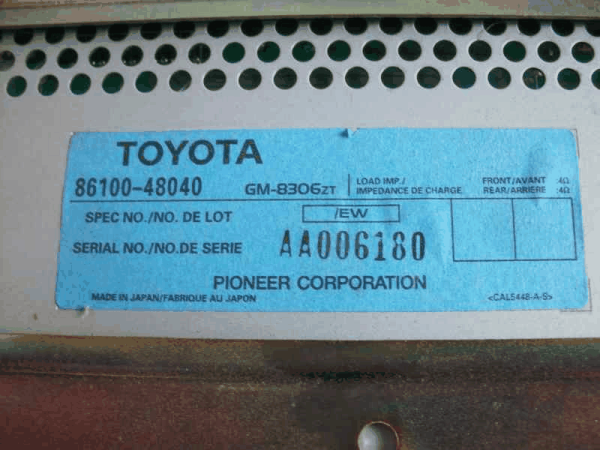 TOYOTA
86100-48040 GM-8306ZT LOAD IMP./ FRONT/AVANT :4Ω
IMPEDANCE DE CHARGE REAR/ARRIERE :4Ω
SPEC NO./NO. DE LOT /EW
SERIAL NO./NO.DE SERIE AA006180
PIONEER CORPORATION
MADE IN JAPAN/FABRIQUE AU JAPON <CAL5448-A-S>